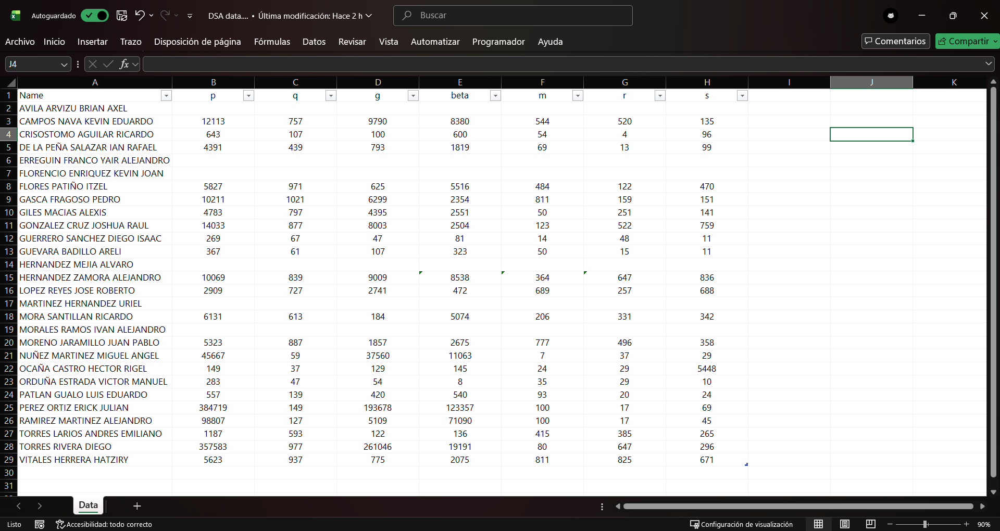 Autoguardado DSA data.... • Última modificación: Hace 2 h Buscar
Archivo Inicio Insertar Trazo Disposición de página Fórmulas Datos Revisar Vista Automatizar Programador Ayuda Comentarios Compartir
J4 fx
A B C D E F G H I J K
1 Name p q g beta m r s
2 AVILA ARVIZU BRIAN AXEL
3 CAMPOS NAVA KEVIN EDUARDO 12113 757 9790 8380 544 520 135
4 CRISOSTOMO AGUILAR RICARDO 643 107 100 600 54 4 96
5 DE LA PEÑA SALAZAR IAN RAFAEL 4391 439 793 1819 69 13 99
6 ERREGUIN FRANCO YAIR ALEJANDRO
7 FLORENCIO ENRIQUEZ KEVIN JOAN
8 FLORES PATIÑO ITZEL 5827 971 625 5516 484 122 470
9 GASCA FRAGOSO PEDRO 10211 1021 6299 2354 811 159 151
10 GILES MACIAS ALEXIS 4783 797 4395 2551 50 251 141
11 GONZALEZ CRUZ JOSHUA RAUL 14033 877 8003 2504 123 522 759
12 GUERRERO SANCHEZ DIEGO ISAAC 269 67 47 81 14 48 11
13 GUEVARA BADILLO ARELI 367 61 107 323 50 15 11
14 HERNANDEZ MEJIA ALVARO
15 HERNANDEZ ZAMORA ALEJANDRO 10069 839 9009 8538 364 647 836
16 LOPEZ REYES JOSE ROBERTO 2909 727 2741 472 689 257 688
17 MARTINEZ HERNANDEZ URIEL
18 MORA SANTILLAN RICARDO 6131 613 184 5074 206 331 342
19 MORALES RAMOS IVAN ALEJANDRO
20 MORENO JARAMILLO JUAN PABLO 5323 887 1857 2675 777 496 358
21 NUÑEZ MARTINEZ MIGUEL ANGEL 45667 59 37560 11063 7 37 29
22 OCAÑA CASTRO HECTOR RIGEL 149 37 129 145 24 29 5448
23 ORDUÑA ESTRADA VICTOR MANUEL 283 47 54 8 35 29 10
24 PATLAN GUALO LUIS EDUARDO 557 139 420 540 93 20 24
25 PEREZ ORTIZ ERICK JULIAN 384719 149 193678 123357 100 17 69
26 RAMIREZ MARTINEZ ALEJANDRO 98807 127 5109 71090 100 17 45
27 TORRES LARIOS ANDRES EMILIANO 1187 593 122 136 415 385 265
28 TORRES RIVERA DIEGO 357583 977 261046 19191 80 647 296
29 VITALES HERRERA HATZIRY 5623 937 775 2075 811 825 671
30
31
Data
Listo Accesibilidad: todo correcto Configuración de visualización 90%